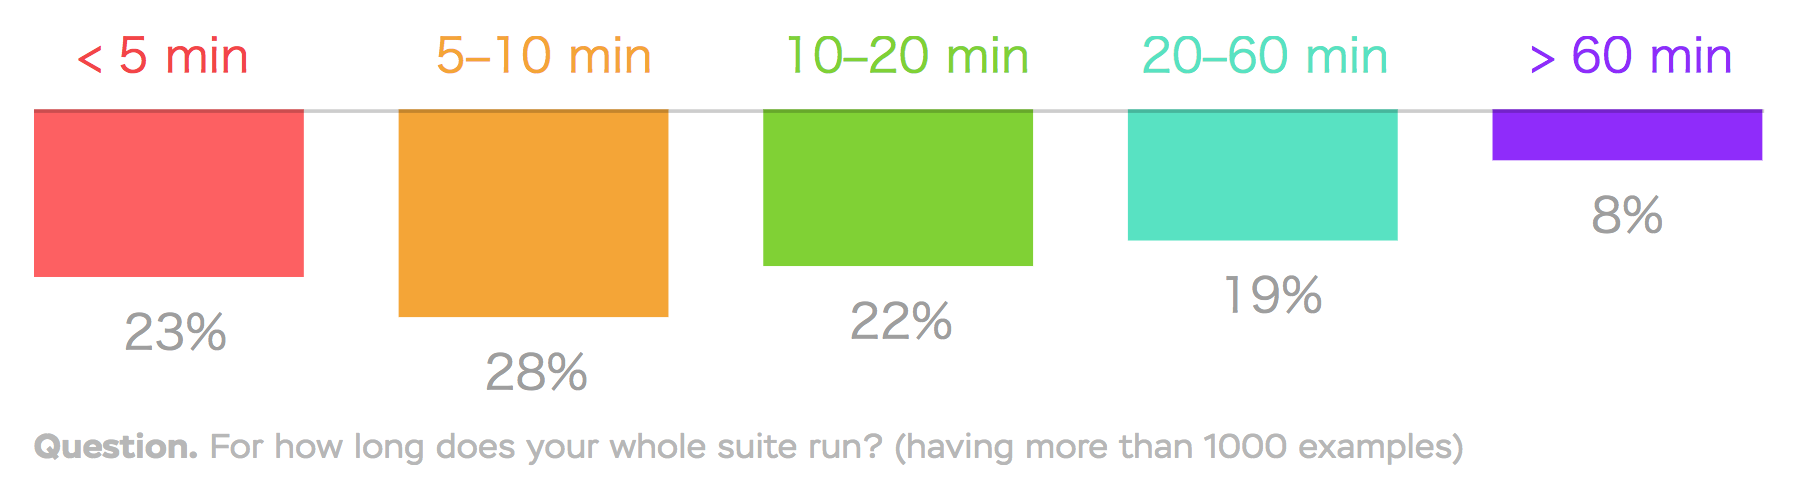 < 5 min 5–10 min 10–20 min 20–60 min > 60 min
23% 28% 22% 19% 8%
Question. For how long does your whole suite run? (having more than 1000 examples)